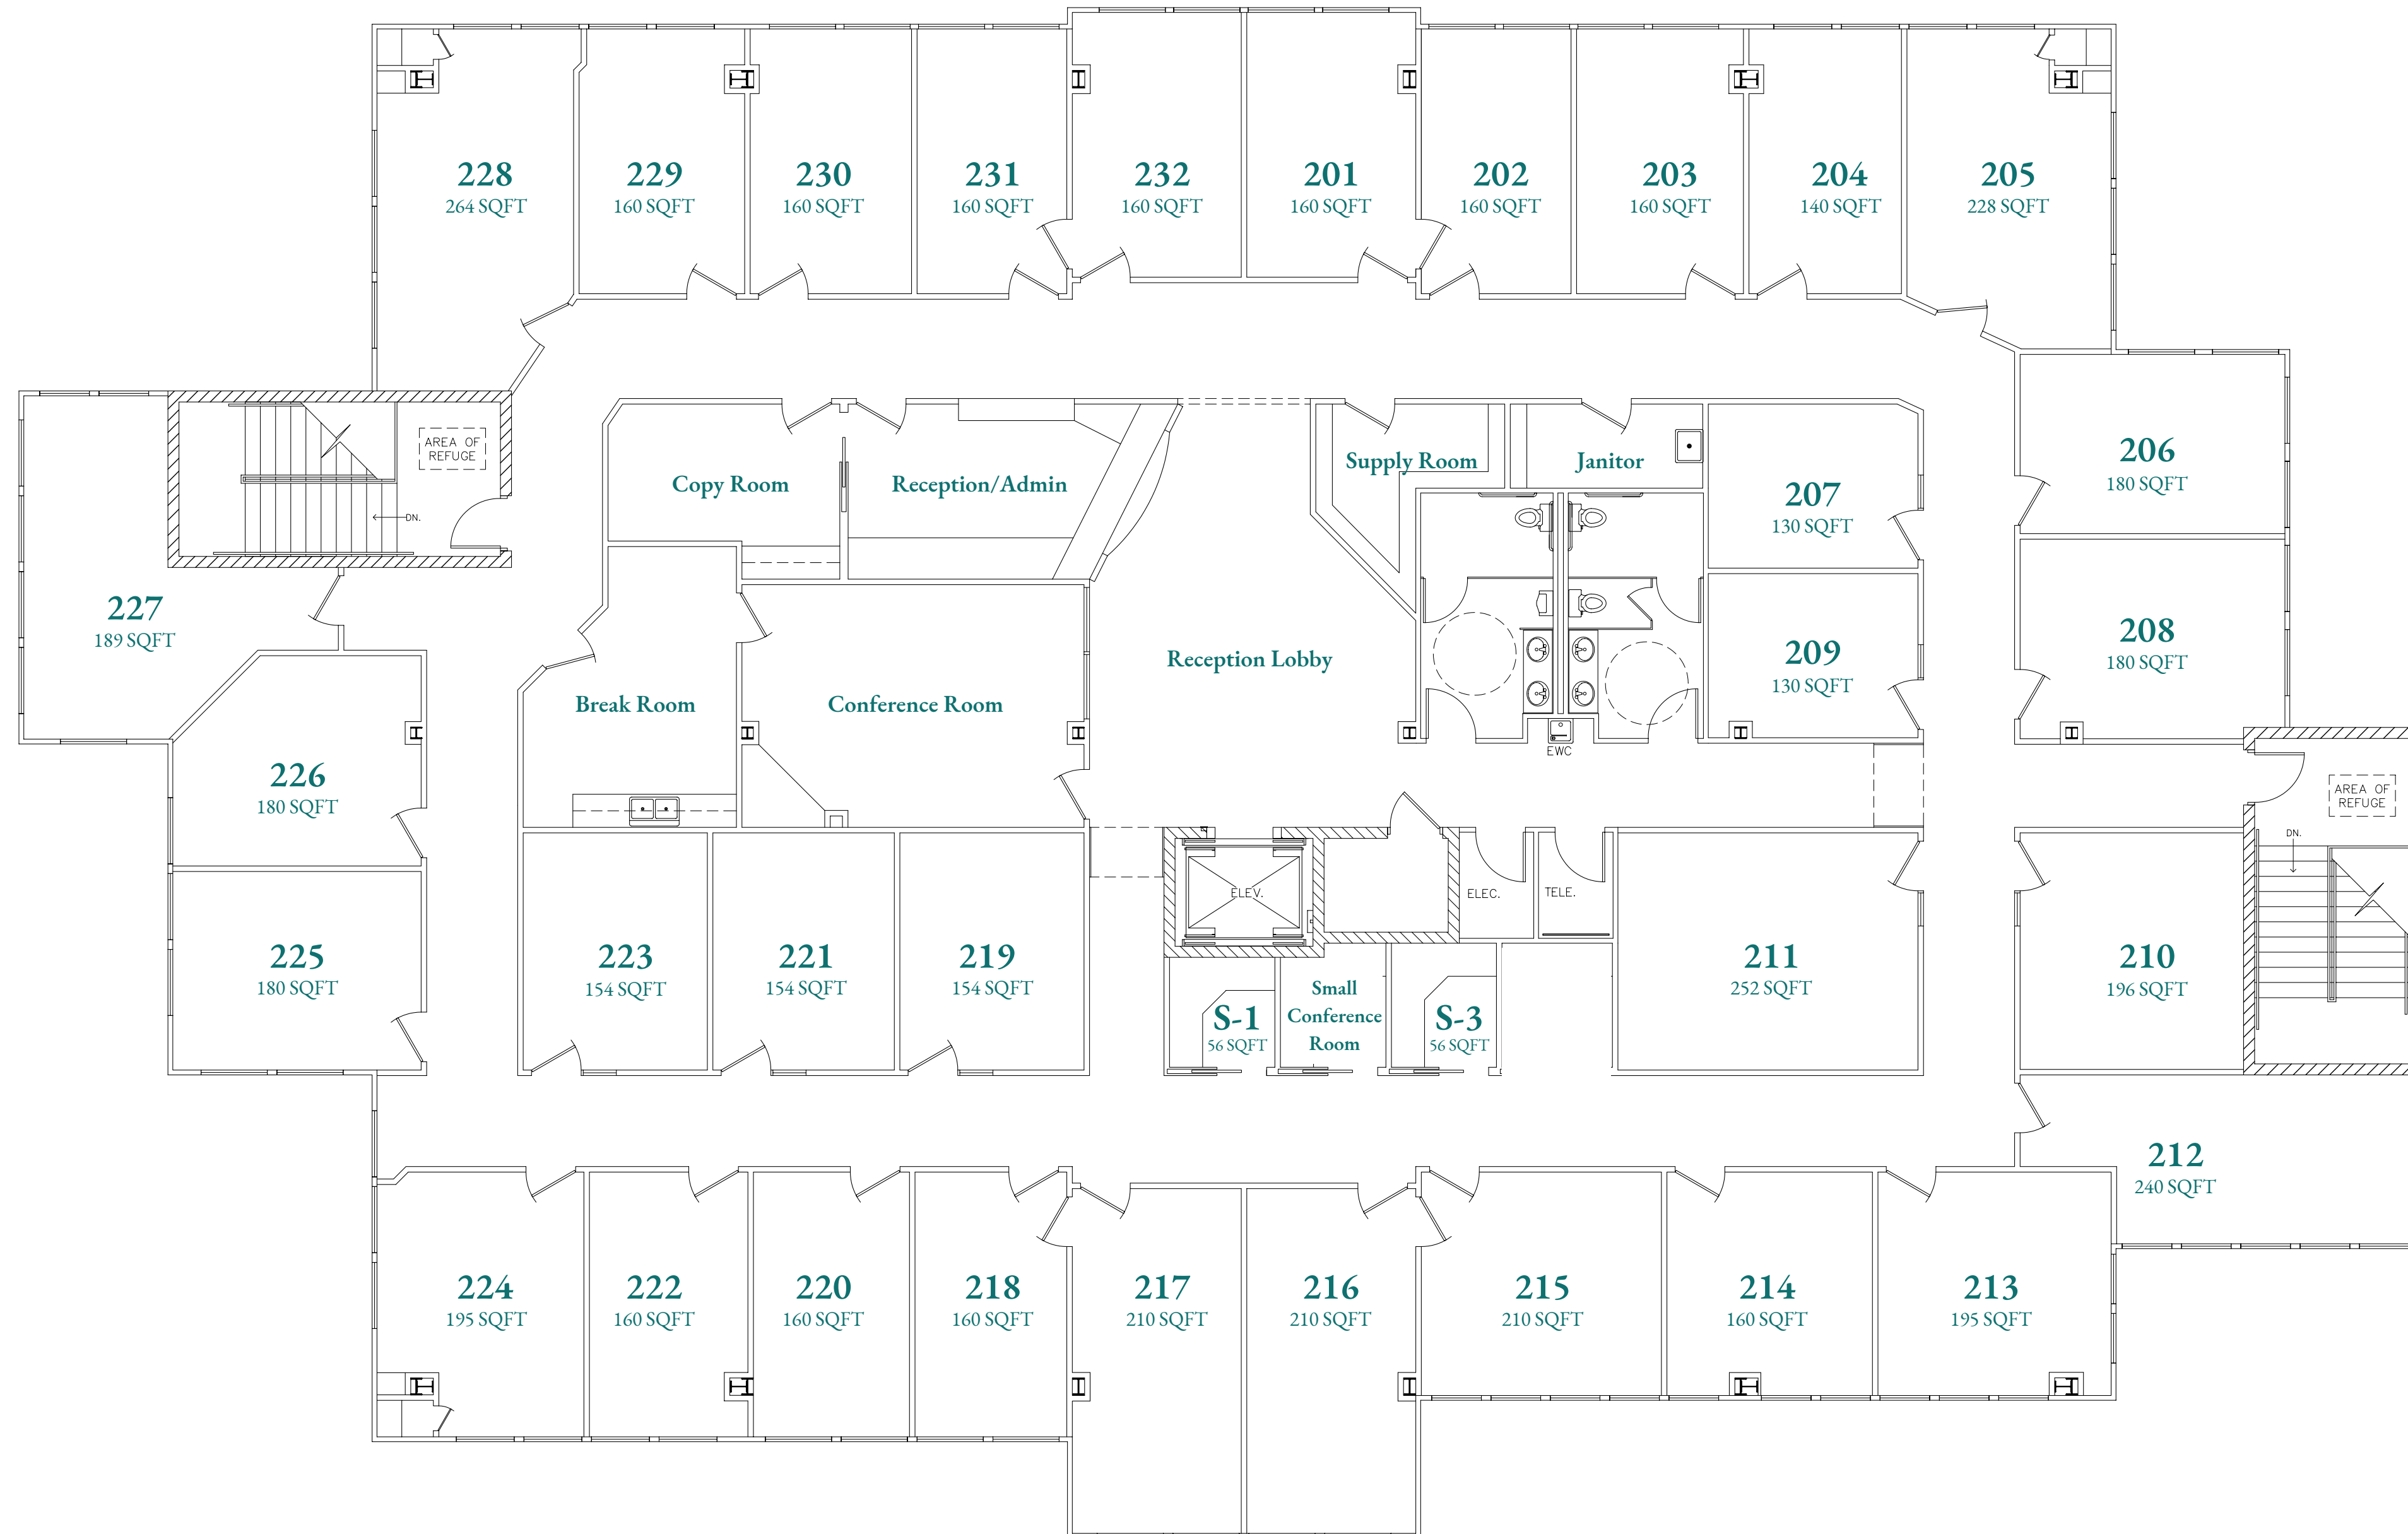 228
264 SQFT
229
160 SQFT
230
160 SQFT
231
160 SQFT
232
160 SQFT
201
160 SQFT
202
160 SQFT
203
160 SQFT
204
140 SQFT
205
228 SQFT
AREA OF
REFUGE
DN.
Copy Room
Reception/Admin
Supply Room
Janitor
207
130 SQFT
206
180 SQFT
227
189 SQFT
Break Room
Conference Room
Reception Lobby
209
130 SQFT
208
180 SQFT
EWC
226
180 SQFT
AREA OF
REFUGE
DN.
225
180 SQFT
223
154 SQFT
221
154 SQFT
219
154 SQFT
ELEV.
ELEC.
TELE.
S-1
56 SQFT
Small
Conference
Room
S-3
56 SQFT
211
252 SQFT
210
196 SQFT
212
240 SQFT
224
195 SQFT
222
160 SQFT
220
160 SQFT
218
160 SQFT
217
210 SQFT
216
210 SQFT
215
210 SQFT
214
160 SQFT
213
195 SQFT